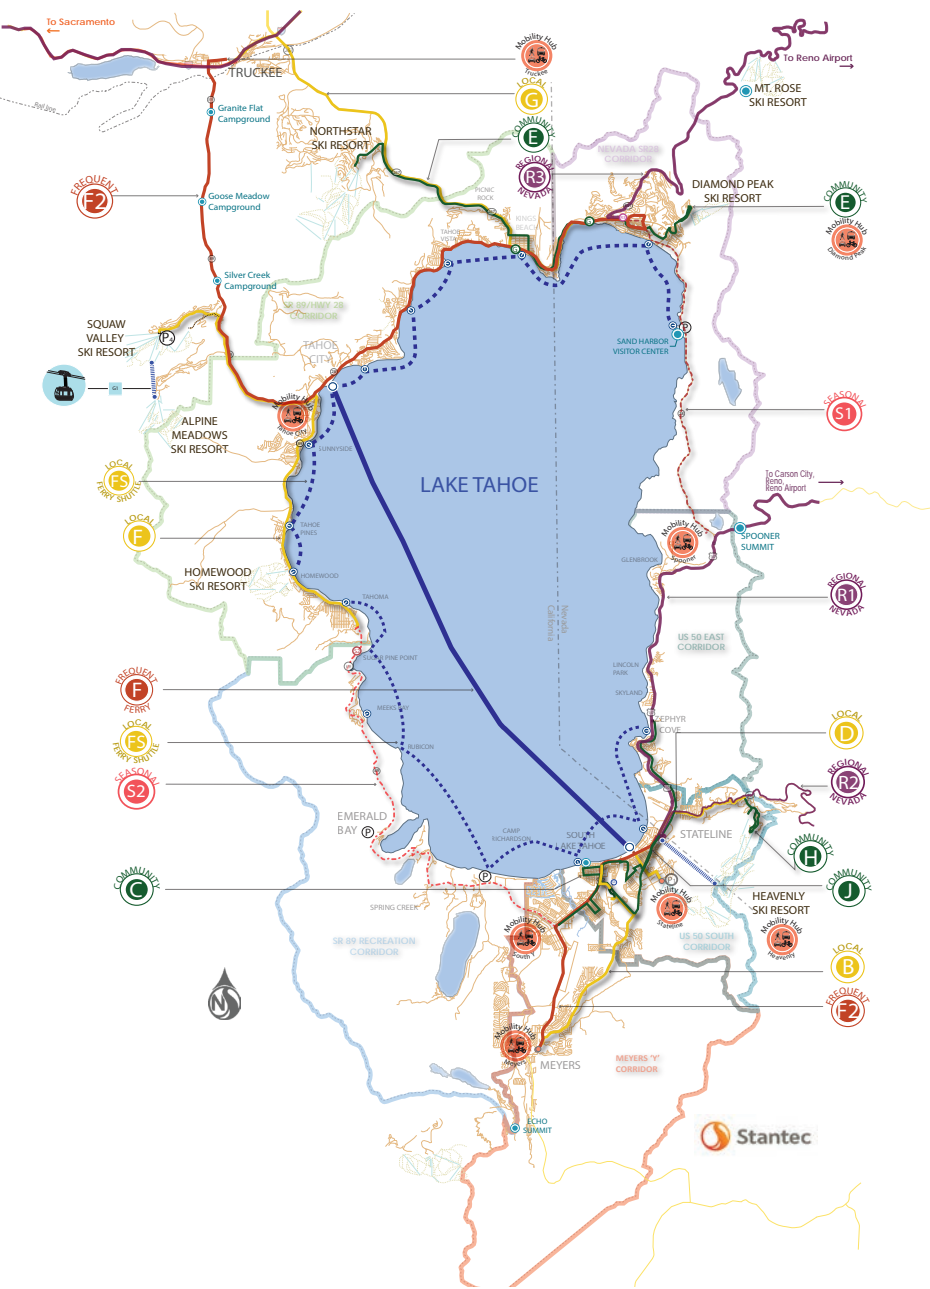 To Sacramento
Rail line
TRUCKEE
Mobility Hub
Truckee
LOCAL
G
To Reno Airport
MT. ROSE
SKI RESORT
Granite Flat
Campground
NORTHSTAR
SKI RESORT
COMMUNITY
E
NEVADA SR28
CORRIDOR
REGIONAL
R3
NEVADA
DIAMOND PEAK
SKI RESORT
FREQUENT
F2
Goose Meadow
Campground
PICNIC
ROCK
COMMUNITY
E
KINGS
BEACH
TAHOE
VISTA
Mobility Hub
Diamond Peak
Silver Creek
Campground
SR 89/HWY 28
CORRIDOR
SQUAW
VALLEY
SKI RESORT
P4
TAHOE
CITY
P
SAND HARBOR
VISITOR CENTER
G1
Mobility Hub
Tahoe City
SEASONAL
S1
ALPINE
MEADOWS
SKI RESORT
SUNNYSIDE
LOCAL
FS
FERRY SHUTTLE
LAKE TAHOE
To Carson City,
Reno,
Reno Airport
LOCAL
F
TAHOE
PINES
Mobility Hub
Spooner
SPOONER
SUMMIT
GLENBROOK
HOMEWOOD
SKI RESORT
HOMEWOOD
TAHOMA
REGIONAL
R1
NEVADA
Nevada
California
US 50 EAST
CORRIDOR
SUGAR PINE POINT
LINCOLN
PARK
FREQUENT
F
FERRY
SKYLAND
MEEKS BAY
ZEPHYR
COVE
LOCAL
D
LOCAL
FS
FERRY SHUTTLE
RUBICON
REGIONAL
R2
NEVADA
SEASONAL
S2
EMERALD
BAY
P
CAMP
RICHARDSON
SOUTH
LAKE TAHOE
STATELINE
COMMUNITY
H
P
COMMUNITY
C
COMMUNITY
J
SPRING CREEK
Mobility Hub
Stateline
HEAVENLY
SKI RESORT
Mobility Hub
South
Mobility Hub
Heavenly
SR 89 RECREATION
CORRIDOR
US 50 SOUTH
CORRIDOR
LOCAL
B
N
FREQUENT
F2
Mobility Hub
Meyers
MEYERS
MEYERS 'Y'
CORRIDOR
ECHO
SUMMIT
Stantec